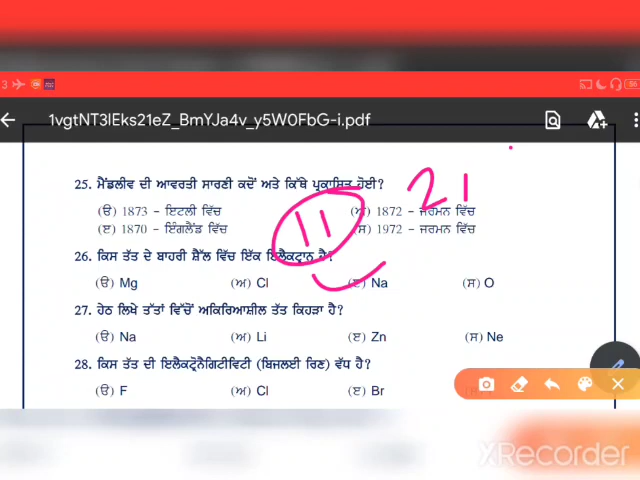 1vgtNT3lEks21eZ_BmYJa4v_y5W0FbG-i.pdf
25. ਮੈਂਡਲੀਵ ਦੀ ਆਵਰਤੀ ਸਾਰਣੀ ਕਦੋਂ ਅਤੇ ਕਿੱਥੇ ਪ੍ਰਕਾਸ਼ਿਤ ਹੋਈ?
21
(ੳ) 1873 – ਇਟਲੀ ਵਿੱਚ (ਅ) 1872 – ਜਰਮਨ ਵਿੱਚ
11
(ੲ) 1870 – ਇੰਗਲੈਂਡ ਵਿੱਚ (ਸ) 1972 – ਜਰਮਨ ਵਿੱਚ
26. ਕਿਸ ਤੱਤ ਦੇ ਬਾਹਰੀ ਸ਼ੈੱਲ ਵਿੱਚ ਇੱਕ ਇਲੈਕਟ੍ਰਾਨ ਹੈ?
(ੳ) Mg (ਅ) Cl (ੲ) Na (ਸ) O
27. ਹੇਠ ਲਿਖੇ ਤੱਤਾਂ ਵਿੱਚੋਂ ਅਕਿਰਿਆਸ਼ੀਲ ਤੱਤ ਕਿਹੜਾ ਹੈ?
(ੳ) Na (ਅ) Li (ੲ) Zn (ਸ) Ne
28. ਕਿਸ ਤੱਤ ਦੀ ਇਲੈਕਟ੍ਰੋਨੈਗਿਟੀਵਿਟੀ (ਬਿਜਲਈ ਰਿਣ) ਵੱਧ ਹੈ?
(ੳ) F (ਅ) Cl (ੲ) Br
XRecorder